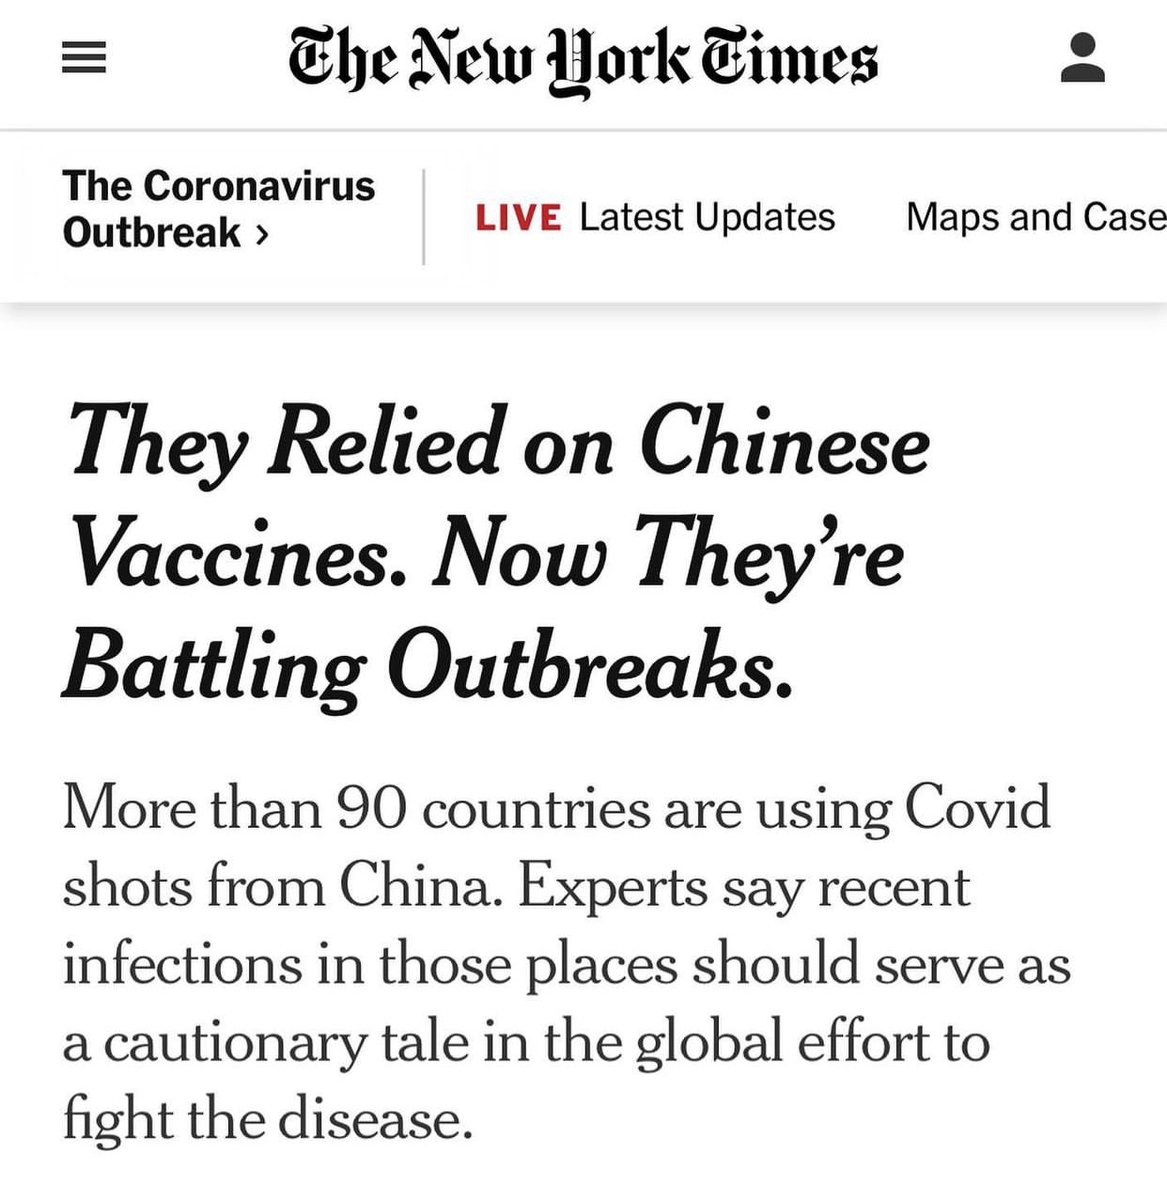 The New York Times
The Coronavirus
Outbreak >
LIVE Latest Updates
Maps and Case
They Relied on Chinese
Vaccines. Now They’re
Battling Outbreaks.
More than 90 countries are using Covid
shots from China. Experts say recent
infections in those places should serve as
a cautionary tale in the global effort to
fight the disease.